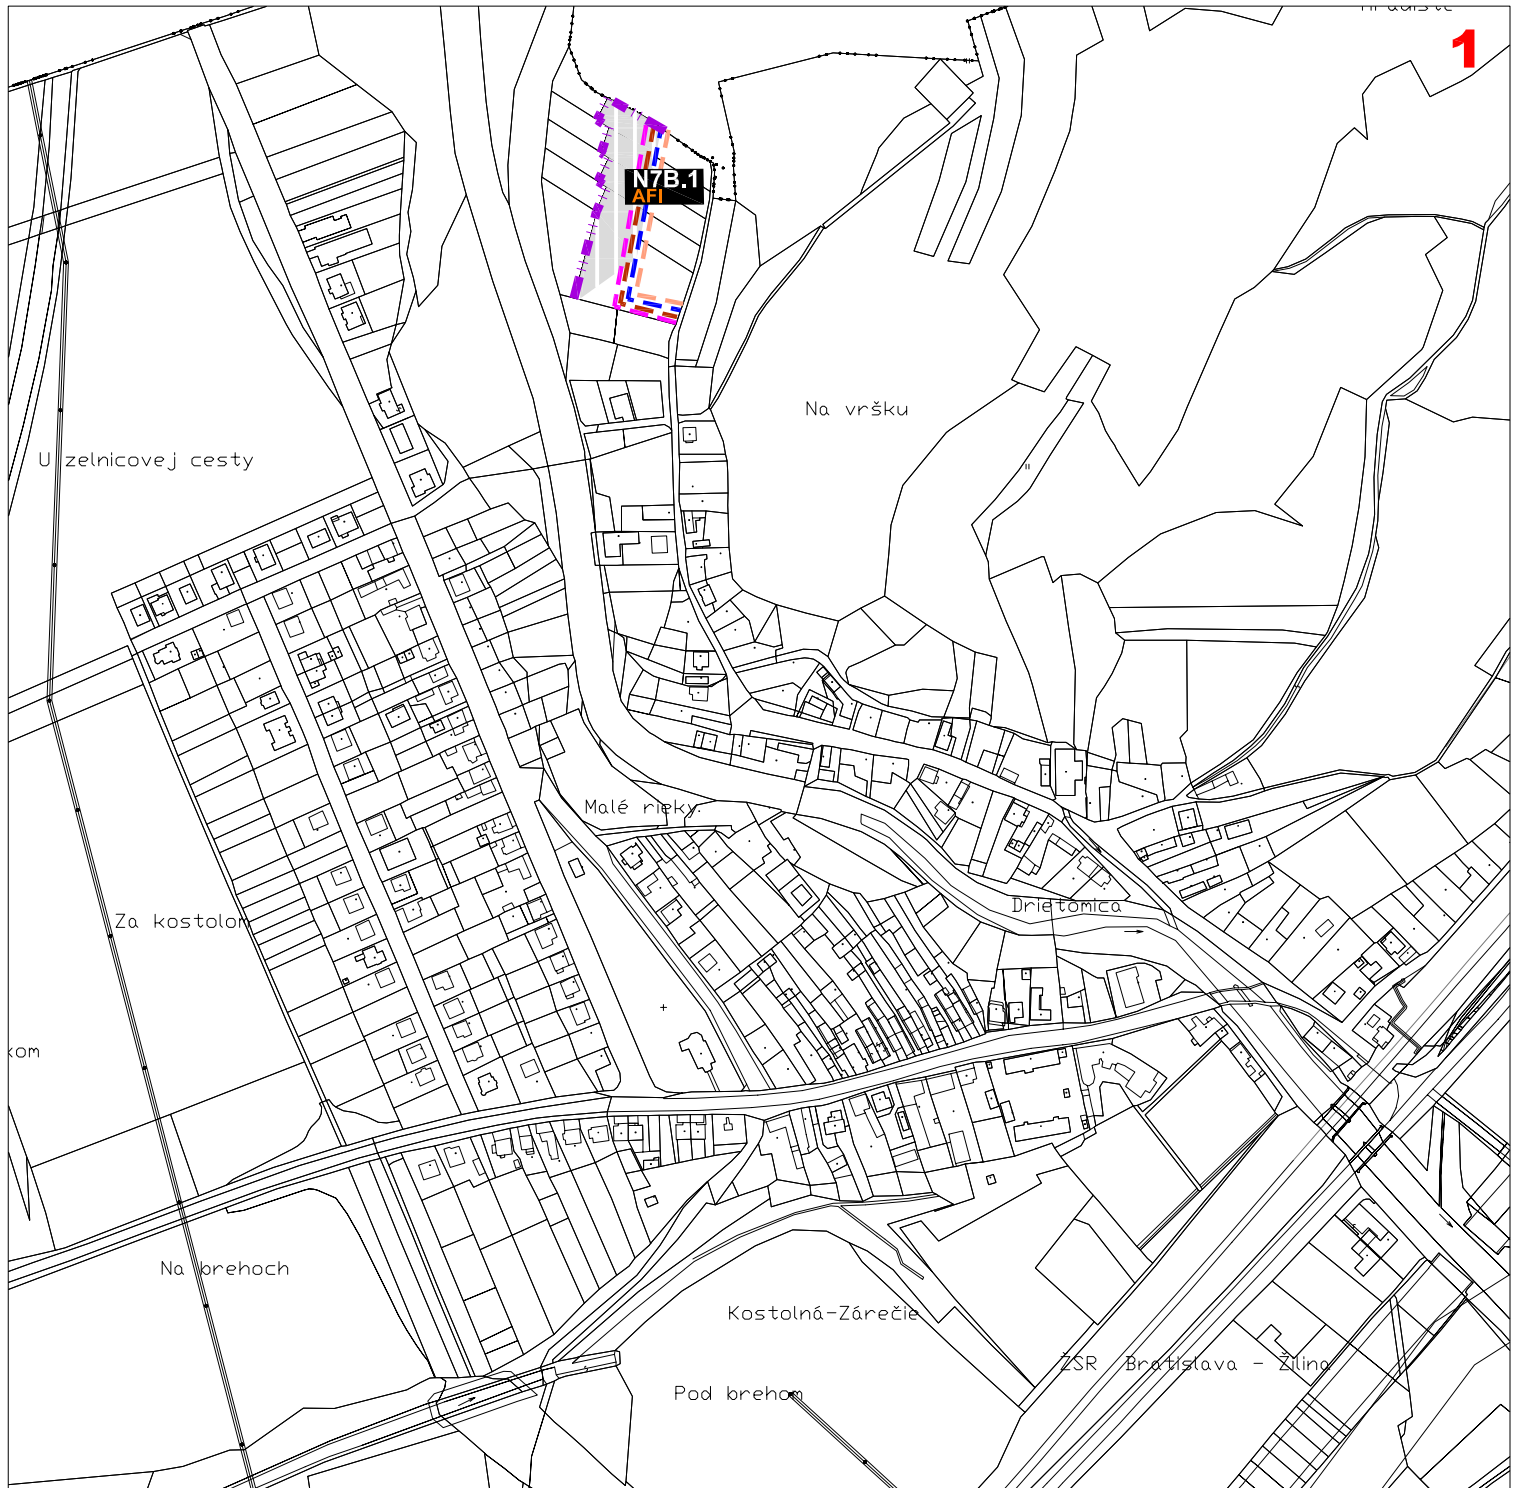 1
N7B.1
AFI
Na vršku
U zelnicovej cesty
Malé rieky
Drietomica
Za kostolom
kom
Na brehoch
Kostolná-Zárečie
ŽSR Bratislava - Žilina
Pod brehom